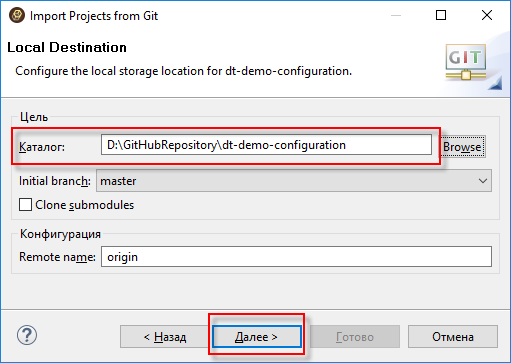 Import Projects from Git
Local Destination
Configure the local storage location for dt-demo-configuration.
GIT
Цель
Каталог: D:\GitHubRepository\dt-demo-configuration Browse
Initial branch: master
Clone submodules
Конфигурация
Remote name: origin
? < Назад Далее > Готово Отмена